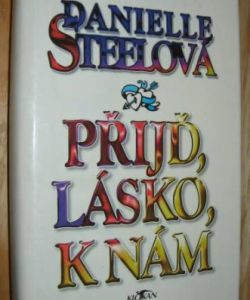 DANIELLE
STEELOVÁ
PŘIJĎ,
LÁSKO,
K NÁM